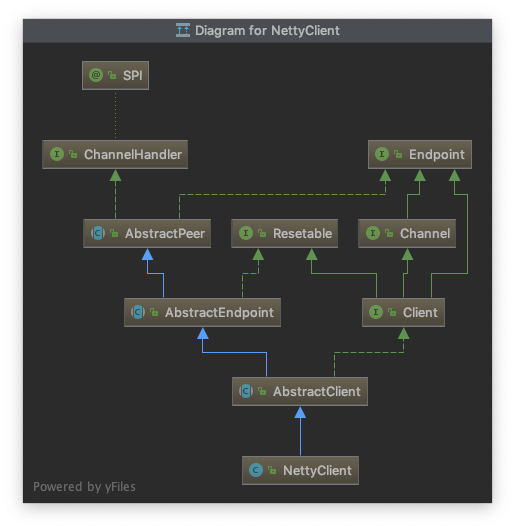 Diagram for NettyClient
@ SPI
I ChannelHandler
I Endpoint
C AbstractPeer
I Resetable
I Channel
C AbstractEndpoint
I Client
C AbstractClient
C NettyClient
Powered by yFiles